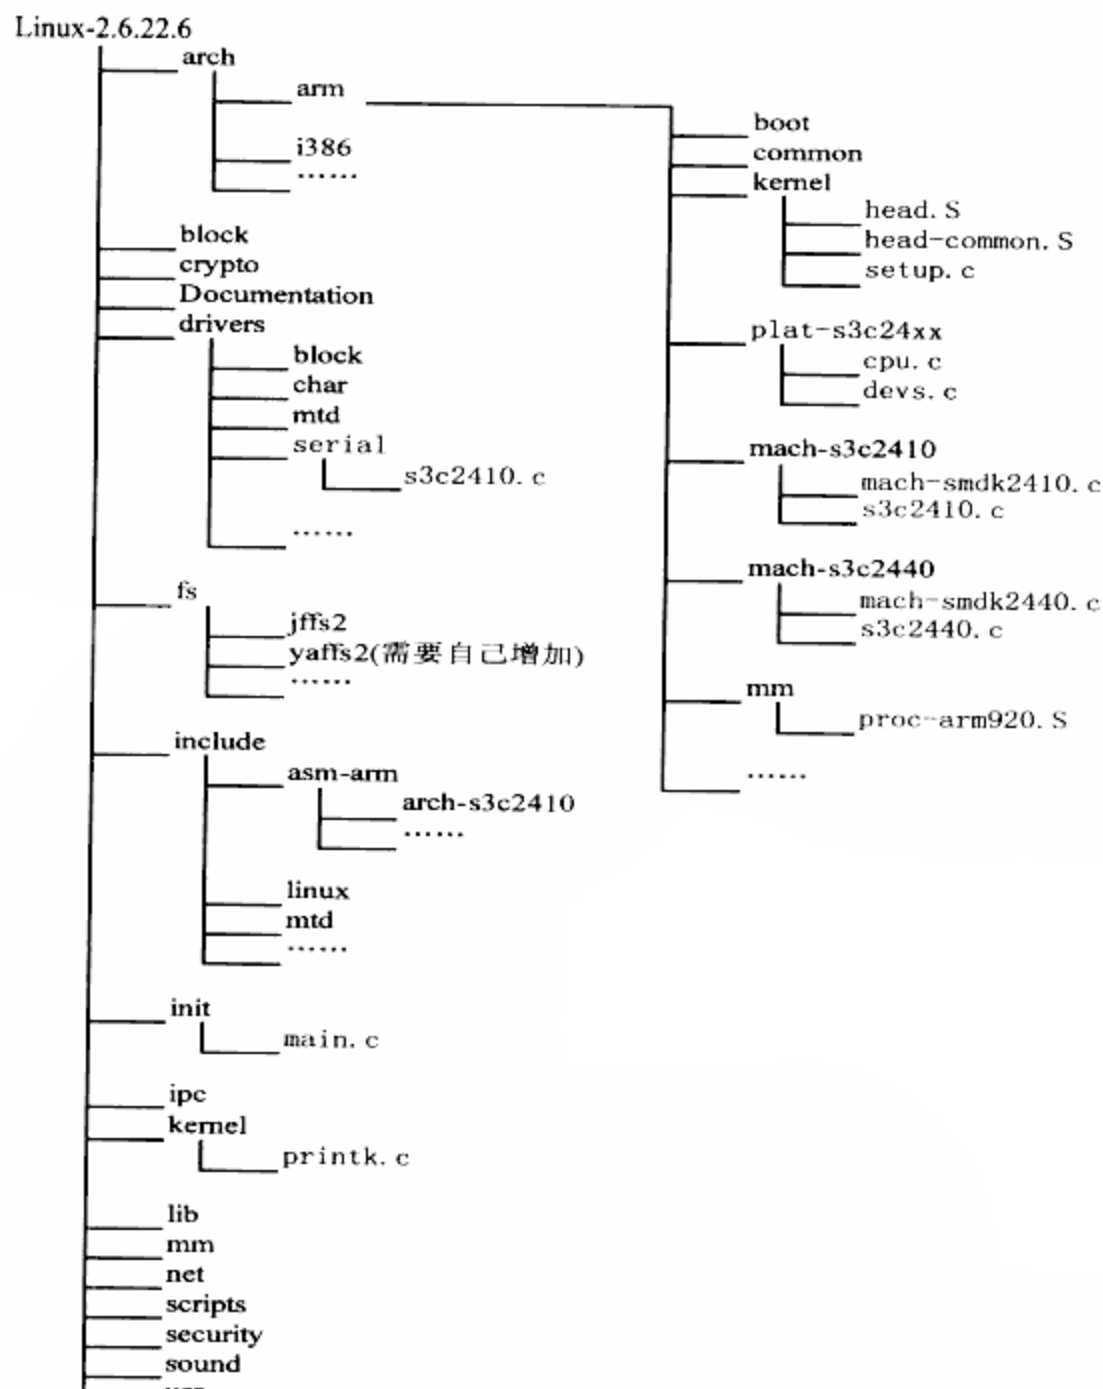 Linux-2.6.22.6
arch
arm
i386
......
block
crypto
Documentation
drivers
block
char
mtd
serial
s3c2410.c
......
fs
jffs2
yaffs2(需要自己增加)
......
include
asm-arm
arch-s3c2410
......
linux
mtd
......
init
main.c
ipc
kernel
printk.c
lib
mm
net
scripts
security
sound
boot
common
kernel
head.S
head-common.S
setup.c
plat-s3c24xx
cpu.c
devs.c
mach-s3c2410
mach-smdk2410.c
s3c2410.c
mach-s3c2440
mach-smdk2440.c
s3c2440.c
mm
proc-arm920.S
......